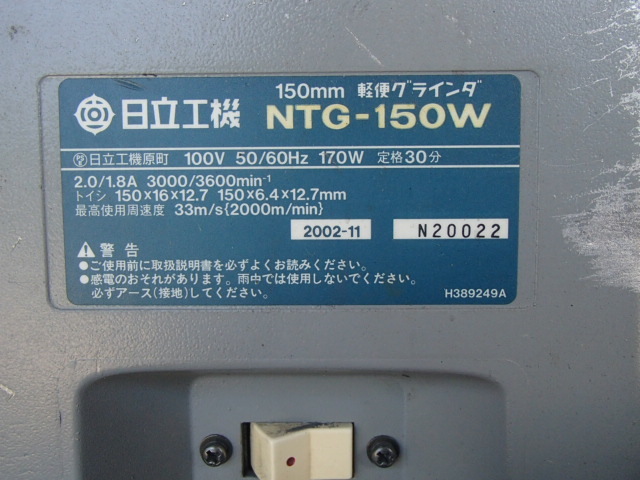 150mm 軽便グラインダ
日立工機 NTG-150W
日立工機原町 100V 50/60Hz 170W 定格30分
2.0/1.8A 3000/3600min⁻¹
トイシ 150×16×12.7 150×6.4×12.7mm
最高使用周速度 33m/s{2000m/min}
2002-11 N20022
警告
●ご使用前に取扱説明書を必ずよくお読みください。
●感電のおそれがあります。雨中では使用しないでください。
必ずアース(接地)してください。
H389249A